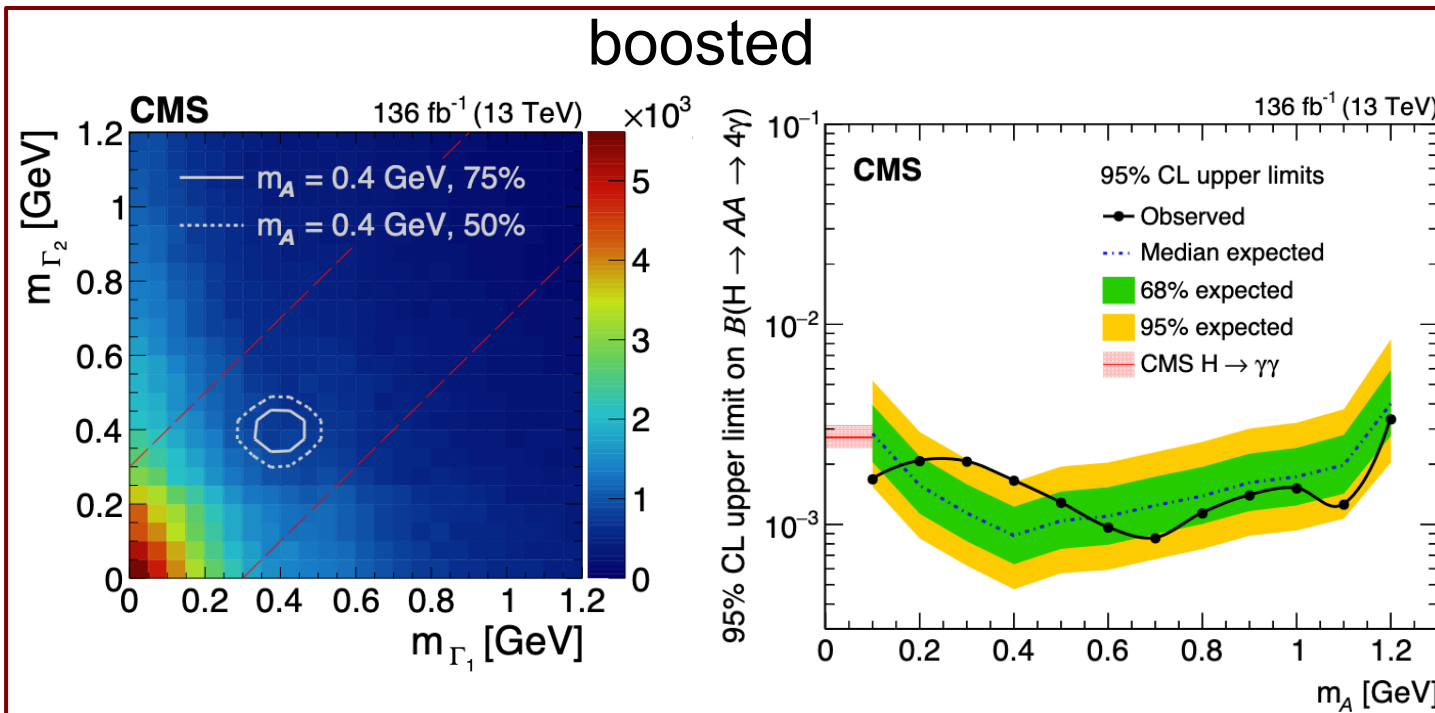 boosted
CMS
136 fb⁻¹ (13 TeV)
×10³
m_A = 0.4 GeV, 75%
m_A = 0.4 GeV, 50%
m_Γ₂ [GeV]
1.2
1
0.8
0.6
0.4
0.2
0
0 0.2 0.4 0.6 0.8 1 1.2
m_Γ₁ [GeV]
5
4
3
2
1
0
136 fb⁻¹ (13 TeV)
CMS
95% CL upper limits
Observed
Median expected
68% expected
95% expected
CMS H → γγ
95% CL upper limit on B(H → AA → 4γ)
10⁻¹
10⁻²
10⁻³
0 0.2 0.4 0.6 0.8 1 1.2
m_A [GeV]